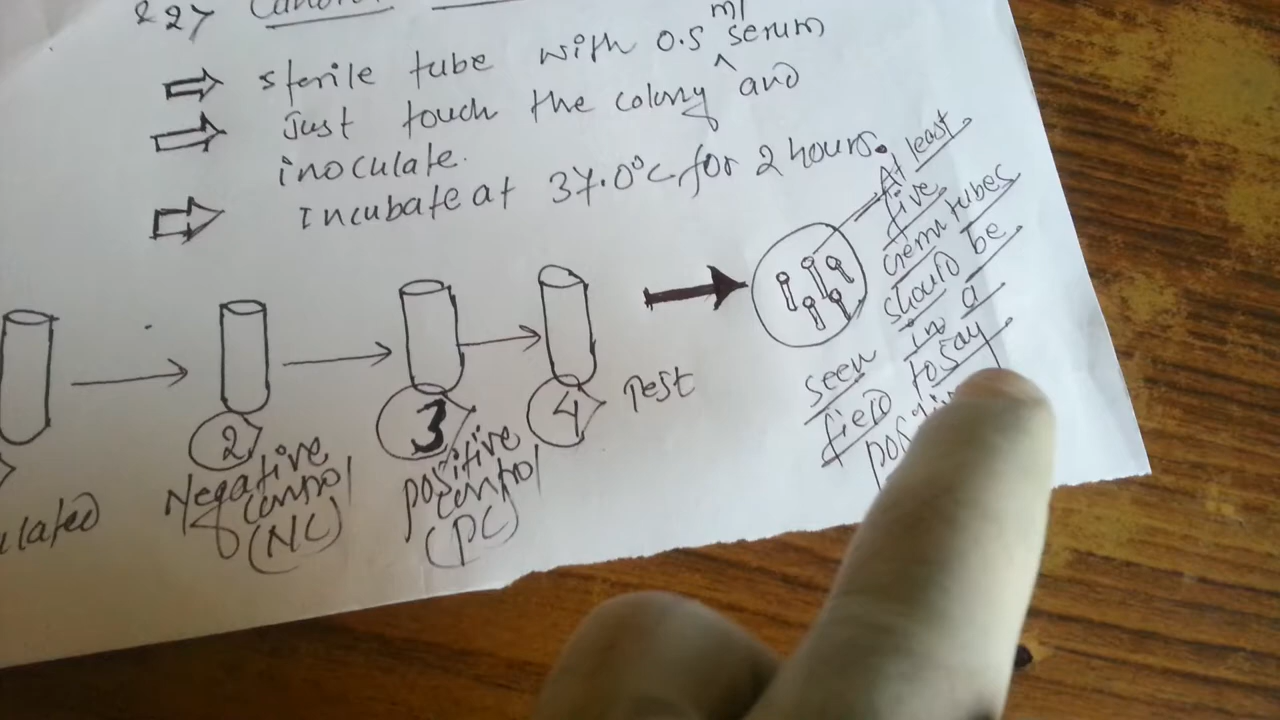 sterile tube with 0.5 ml serum
Just touch the colony and
inoculate.
Incubate at 37.0°C for 2 hours.
At least
five
Germ tubes
should be
seen in a
field to say
2
Negative
control
(NC)
3
positive
control
(PC)
4
Test